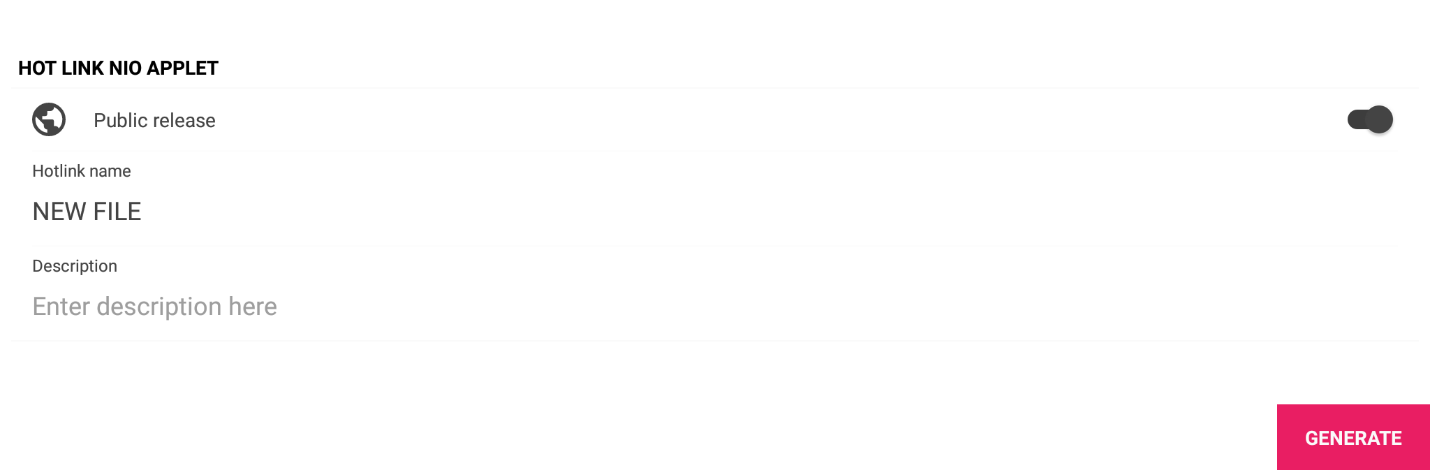 HOT LINK NIO APPLET
Public release
Hotlink name
NEW FILE
Description
Enter description here
GENERATE